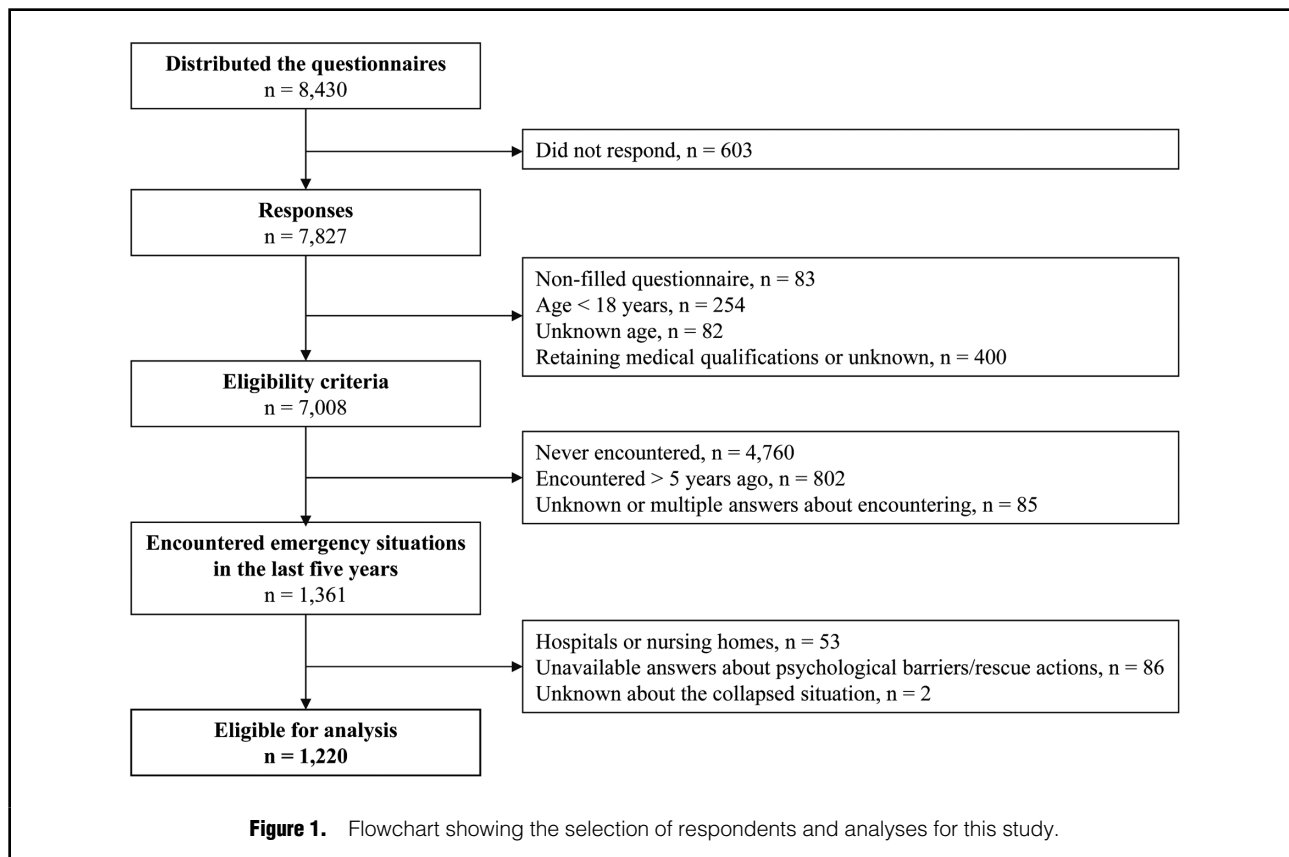 Distributed the questionnaires
n = 8,430
Did not respond, n = 603
Responses
n = 7,827
Non-filled questionnaire, n = 83
Age < 18 years, n = 254
Unknown age, n = 82
Retaining medical qualifications or unknown, n = 400
Eligibility criteria
n = 7,008
Never encountered, n = 4,760
Encountered > 5 years ago, n = 802
Unknown or multiple answers about encountering, n = 85
Encountered emergency situations
in the last five years
n = 1,361
Hospitals or nursing homes, n = 53
Unavailable answers about psychological barriers/rescue actions, n = 86
Unknown about the collapsed situation, n = 2
Eligible for analysis
n = 1,220
Figure 1. Flowchart showing the selection of respondents and analyses for this study.